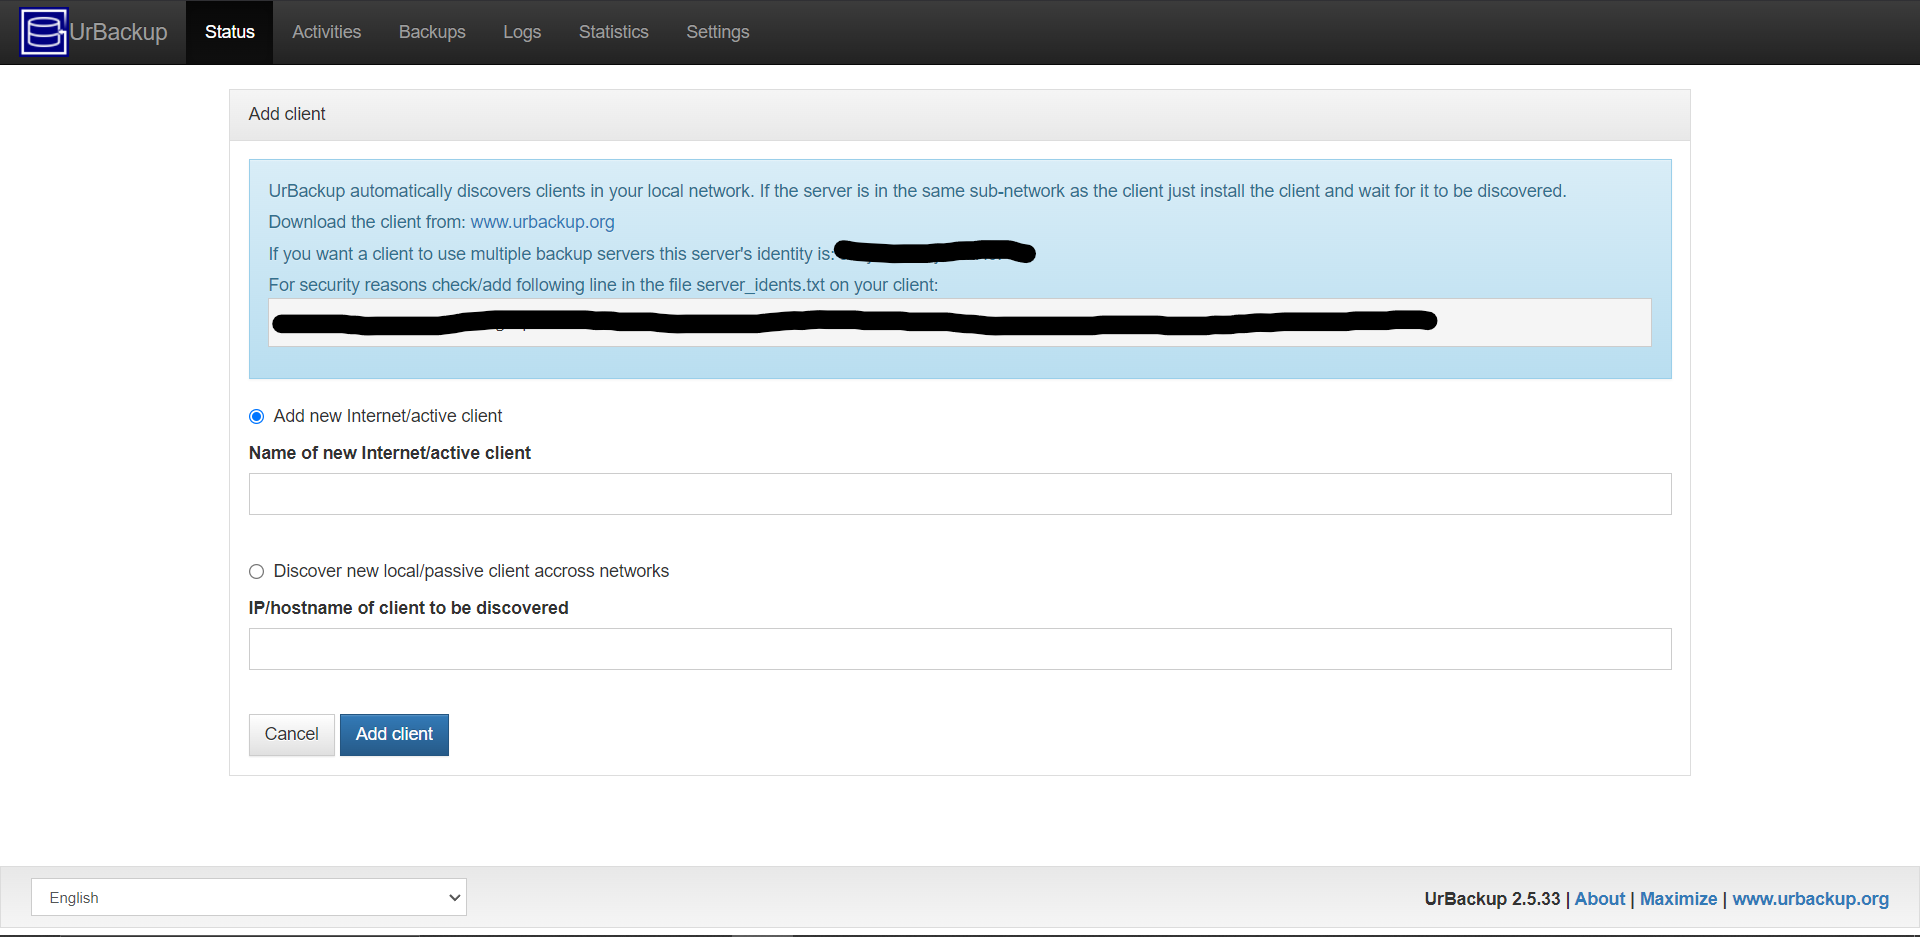 UrBackup Status Activities Backups Logs Statistics Settings
Add client
UrBackup automatically discovers clients in your local network. If the server is in the same sub-network as the client just install the client and wait for it to be discovered.
Download the client from: www.urbackup.org
If you want a client to use multiple backup servers this server's identity is:
For security reasons check/add following line in the file server_idents.txt on your client:
Add new Internet/active client
Name of new Internet/active client
Discover new local/passive client accross networks
IP/hostname of client to be discovered
Cancel Add client
English UrBackup 2.5.33 | About | Maximize | www.urbackup.org